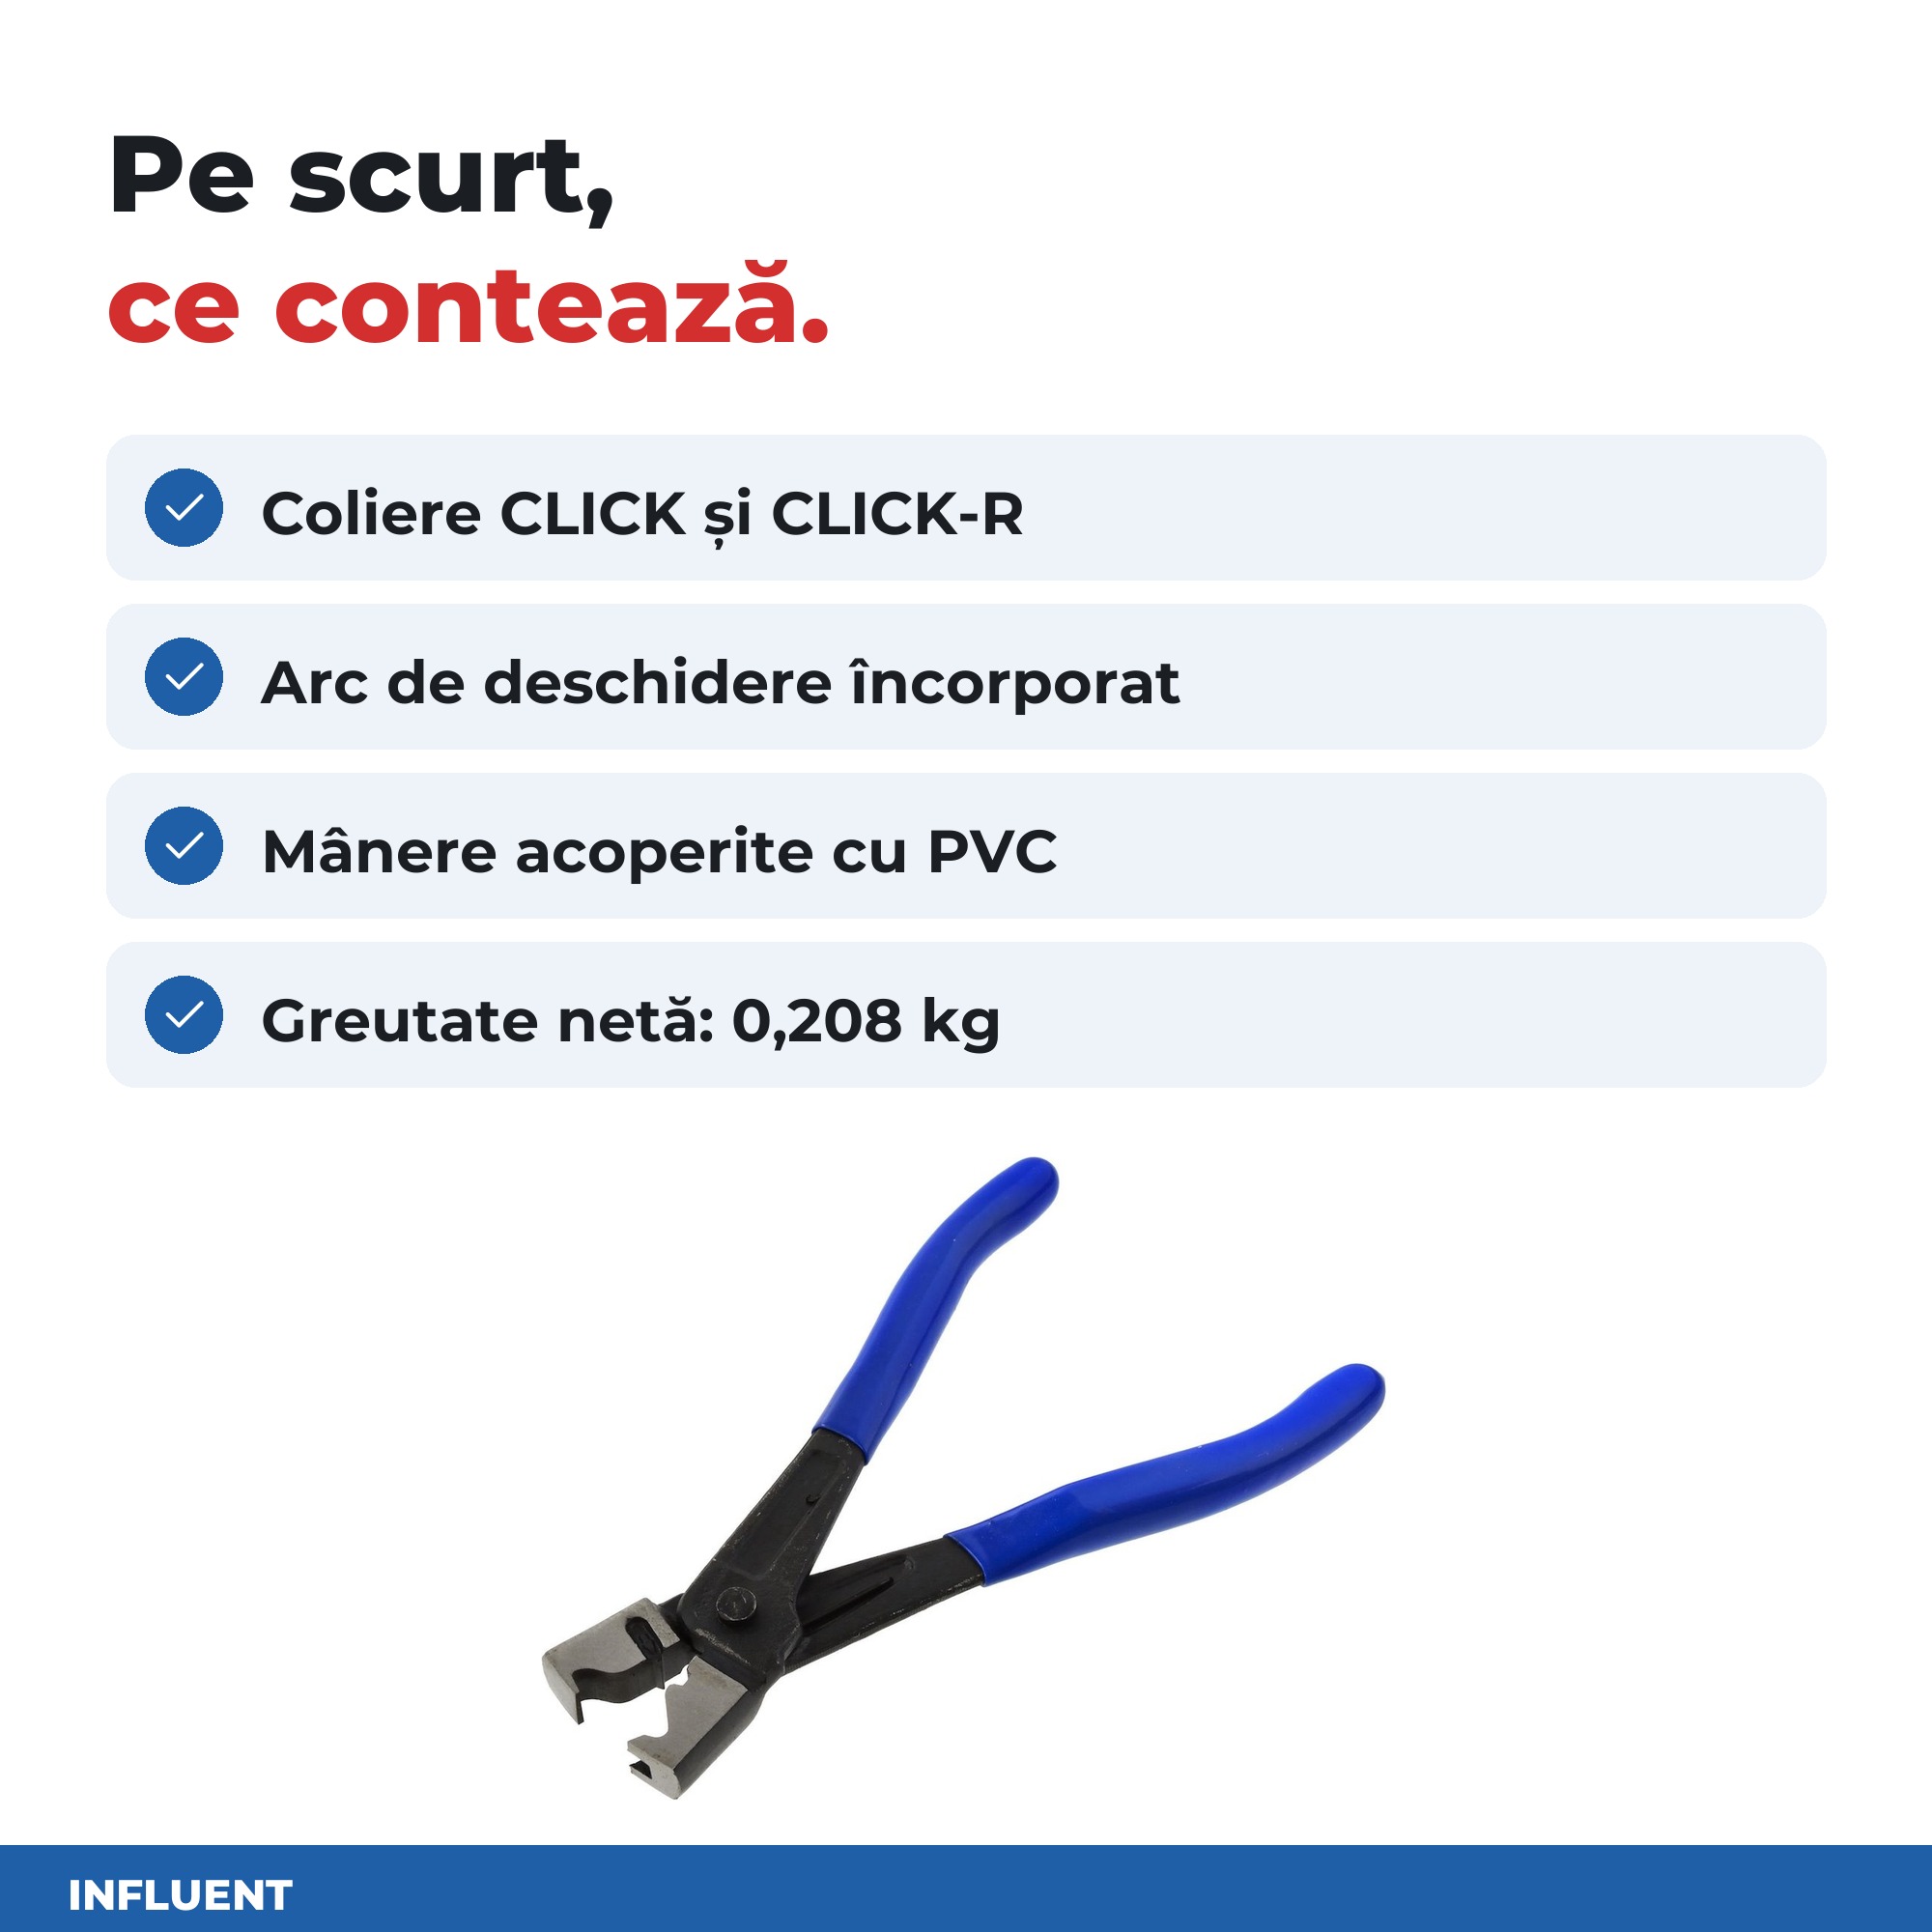 Pe scurt,
ce contează.
Coliere CLICK și CLICK-R
Arc de deschidere încorporat
Mânere acoperite cu PVC
Greutate netă: 0,208 kg
INFLUENT